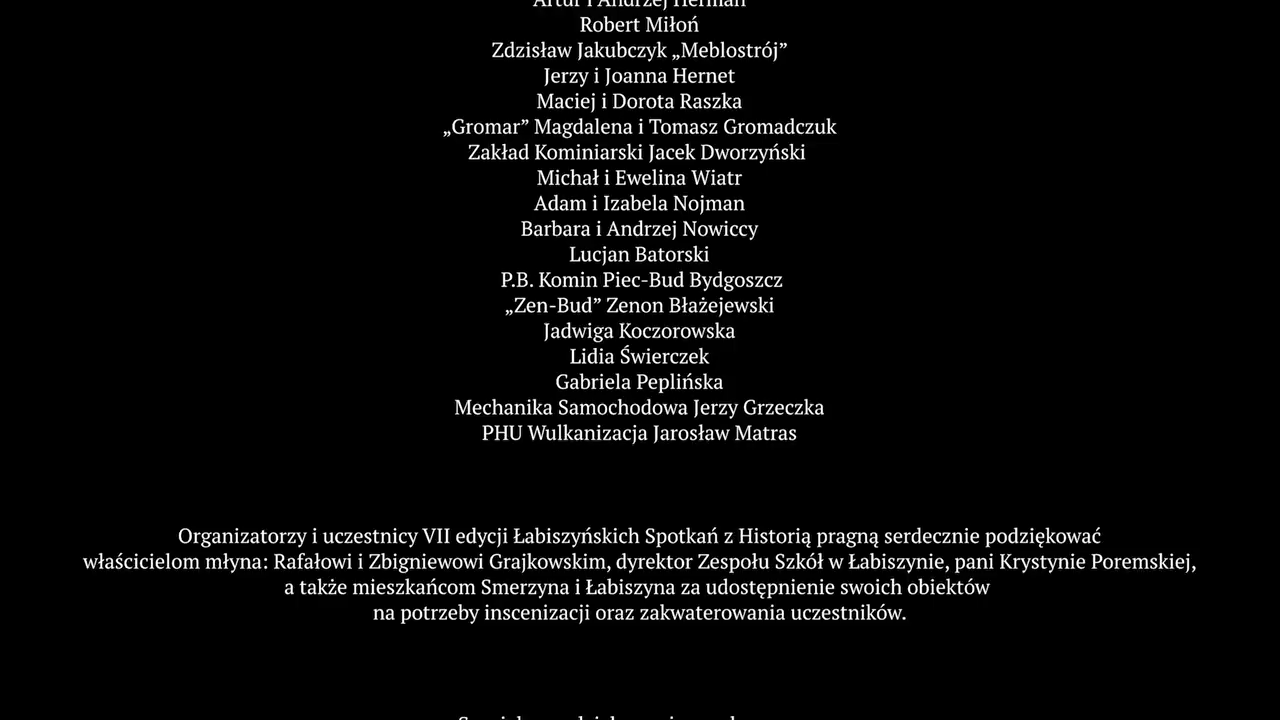 Artur i Andrzej Herman
Robert Miłoń
Zdzisław Jakubczyk „Meblostrój”
Jerzy i Joanna Hernet
Maciej i Dorota Raszka
„Gromar” Magdalena i Tomasz Gromadczuk
Zakład Kominiarski Jacek Dworzyński
Michał i Ewelina Wiatr
Adam i Izabela Nojman
Barbara i Andrzej Nowiccy
Lucjan Batorski
P.B. Komin Piec-Bud Bydgoszcz
„Zen-Bud” Zenon Błażejewski
Jadwiga Koczorowska
Lidia Świerczek
Gabriela Peplińska
Mechanika Samochodowa Jerzy Grzeczka
PHU Wulkanizacja Jarosław Matras
Organizatorzy i uczestnicy VII edycji Łabiszyńskich Spotkań z Historią pragną serdecznie podziękować
właścicielom młyna: Rafałowi i Zbigniewowi Grajkowskim, dyrektor Zespołu Szkół w Łabiszynie, pani Krystynie Poremskiej,
a także mieszkańcom Smerzyna i Łabiszyna za udostępnienie swoich obiektów
na potrzeby inscenizacji oraz zakwaterowania uczestników.